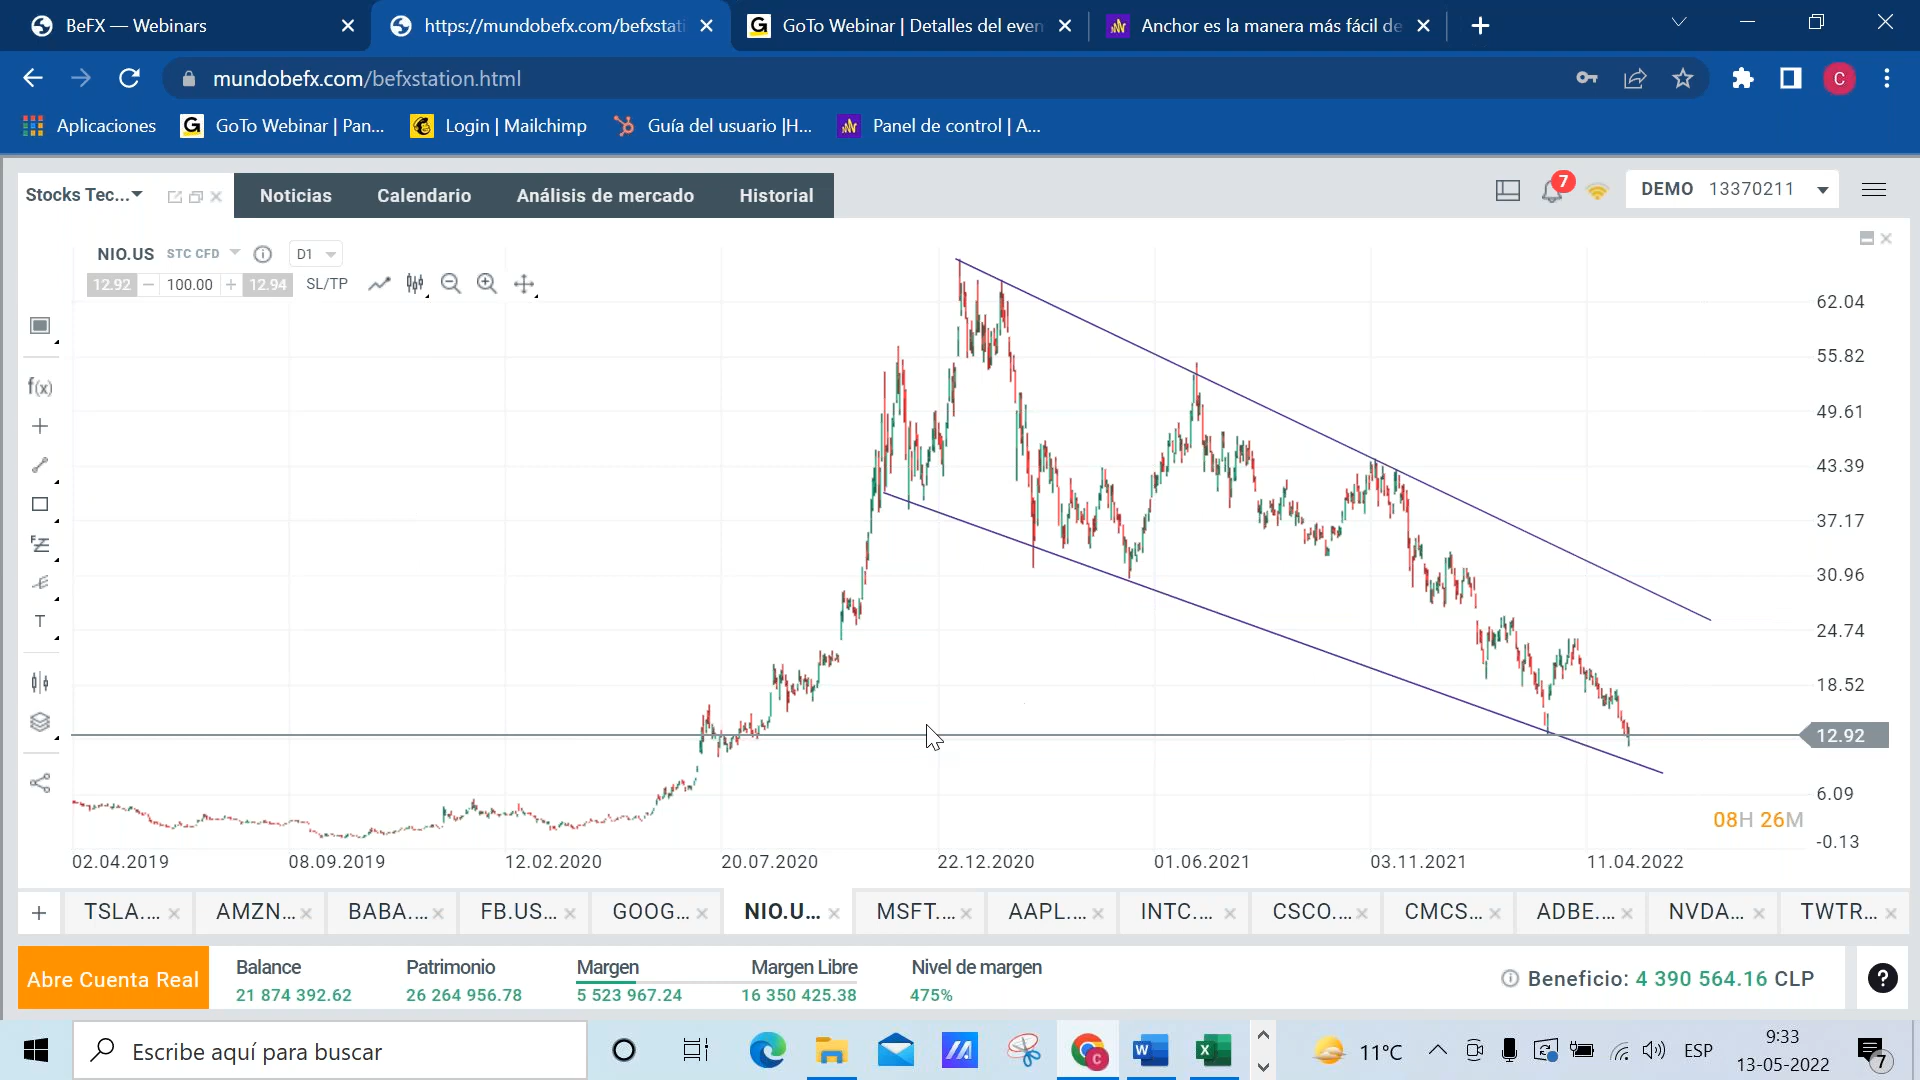 BeFX — Webinars
https://mundobefx.com/befxstati
GoTo Webinar | Detalles del even
Anchor es la manera más fácil de
mundobefx.com/befxstation.html
C
Aplicaciones
GoTo Webinar | Pan...
Login | Mailchimp
Guía del usuario |H...
Panel de control | A...
Stocks Tec...
Noticias
Calendario
Análisis de mercado
Historial
7
DEMO 13370211
NIO.US STC CFD
D1
12.92 − 100.00 + 12.94 SL/TP
f(x)
T
62.04
55.82
49.61
43.39
37.17
30.96
24.74
18.52
12.92
6.09
-0.13
08H 26M
02.04.2019
08.09.2019
12.02.2020
20.07.2020
22.12.2020
01.06.2021
03.11.2021
11.04.2022
+
TSLA....
AMZN...
BABA....
FB.US...
GOOG...
NIO.U...
MSFT....
AAPL....
INTC....
CSCO....
CMCS...
ADBE....
NVDA...
TWTR...
Abre Cuenta Real
Balance
21 874 392.62
Patrimonio
26 264 956.78
Margen
5 523 967.24
Margen Libre
16 350 425.38
Nivel de margen
475%
Beneficio: 4 390 564.16 CLP
?
Escribe aquí para buscar
11°C
ESP
9:33
13-05-2022
7